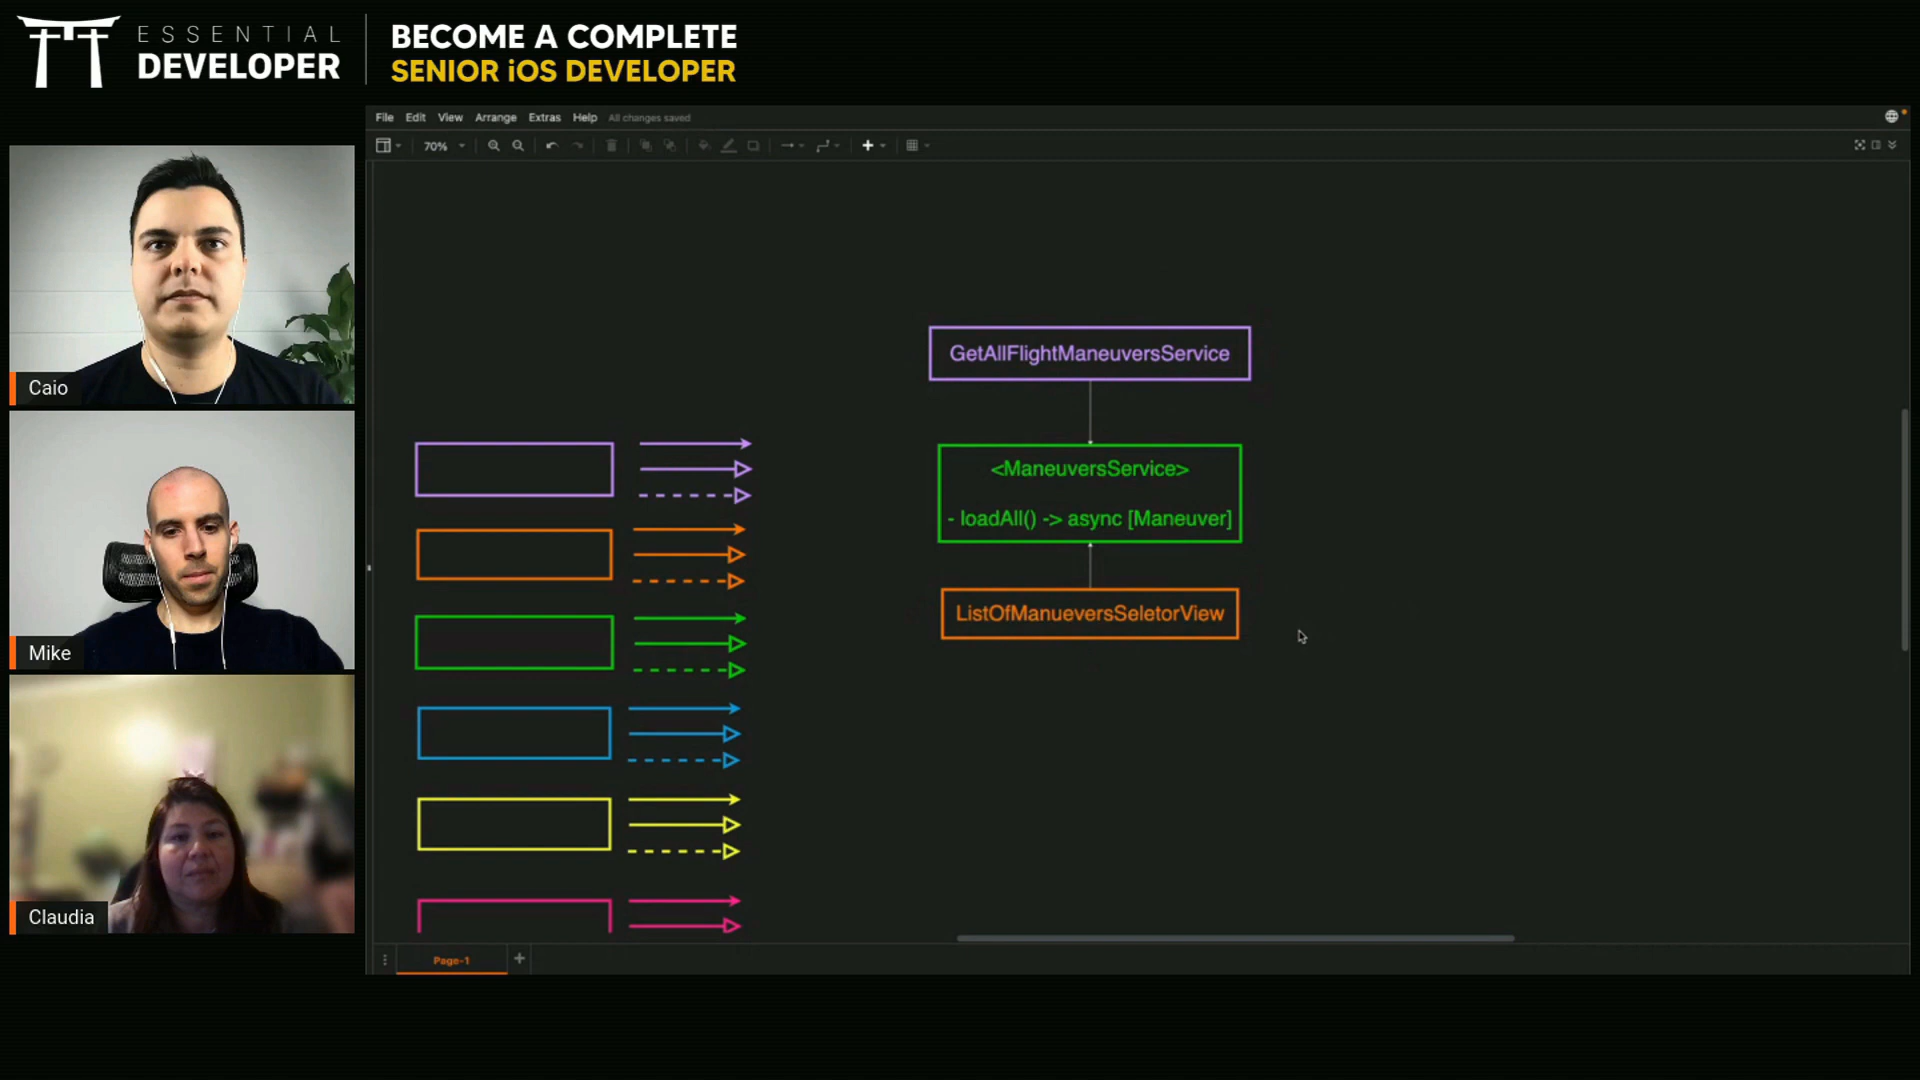 ESSENTIAL
DEVELOPER
BECOME A COMPLETE
SENIOR iOS DEVELOPER
File Edit View Arrange Extras Help All changes saved
70%
Caio
Mike
Claudia
GetAllFlightManeuversService
<ManeuversService>
- loadAll() -> async [Maneuver]
ListOfManueversSeletorView
Page-1